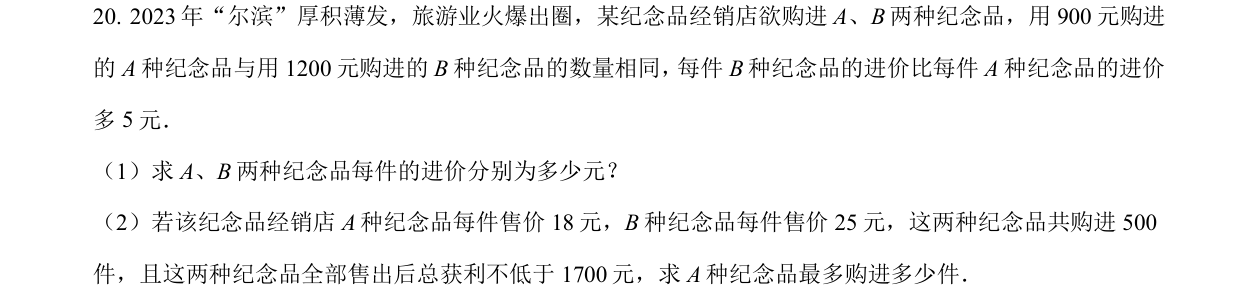 20. 2023年“尔滨”厚积薄发，旅游业火爆出圈，某纪念品经销店欲购进 A、B 两种纪念品，用 900 元购进
的 A 种纪念品与用 1200 元购进的 B 种纪念品的数量相同，每件 B 种纪念品的进价比每件 A 种纪念品的进价
多 5 元．
（1）求 A、B 两种纪念品每件的进价分别为多少元？
（2）若该纪念品经销店 A 种纪念品每件售价 18 元，B 种纪念品每件售价 25 元，这两种纪念品共购进 500
件，且这两种纪念品全部售出后总获利不低于 1700 元，求 A 种纪念品最多购进多少件．